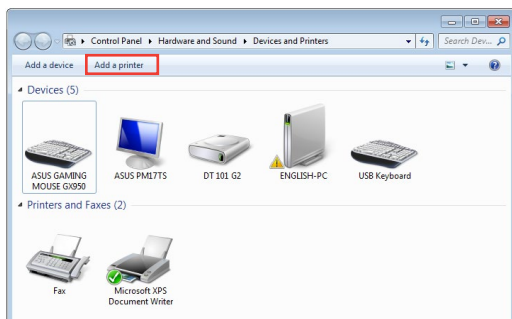 Control Panel ▸ Hardware and Sound ▸ Devices and Printers
Search Dev...
Add a device Add a printer
Devices (5)
ASUS GAMING MOUSE GX950
ASUS PM17TS
DT 101 G2
ENGLISH-PC
USB Keyboard
Printers and Faxes (2)
Fax
Microsoft XPS Document Writer